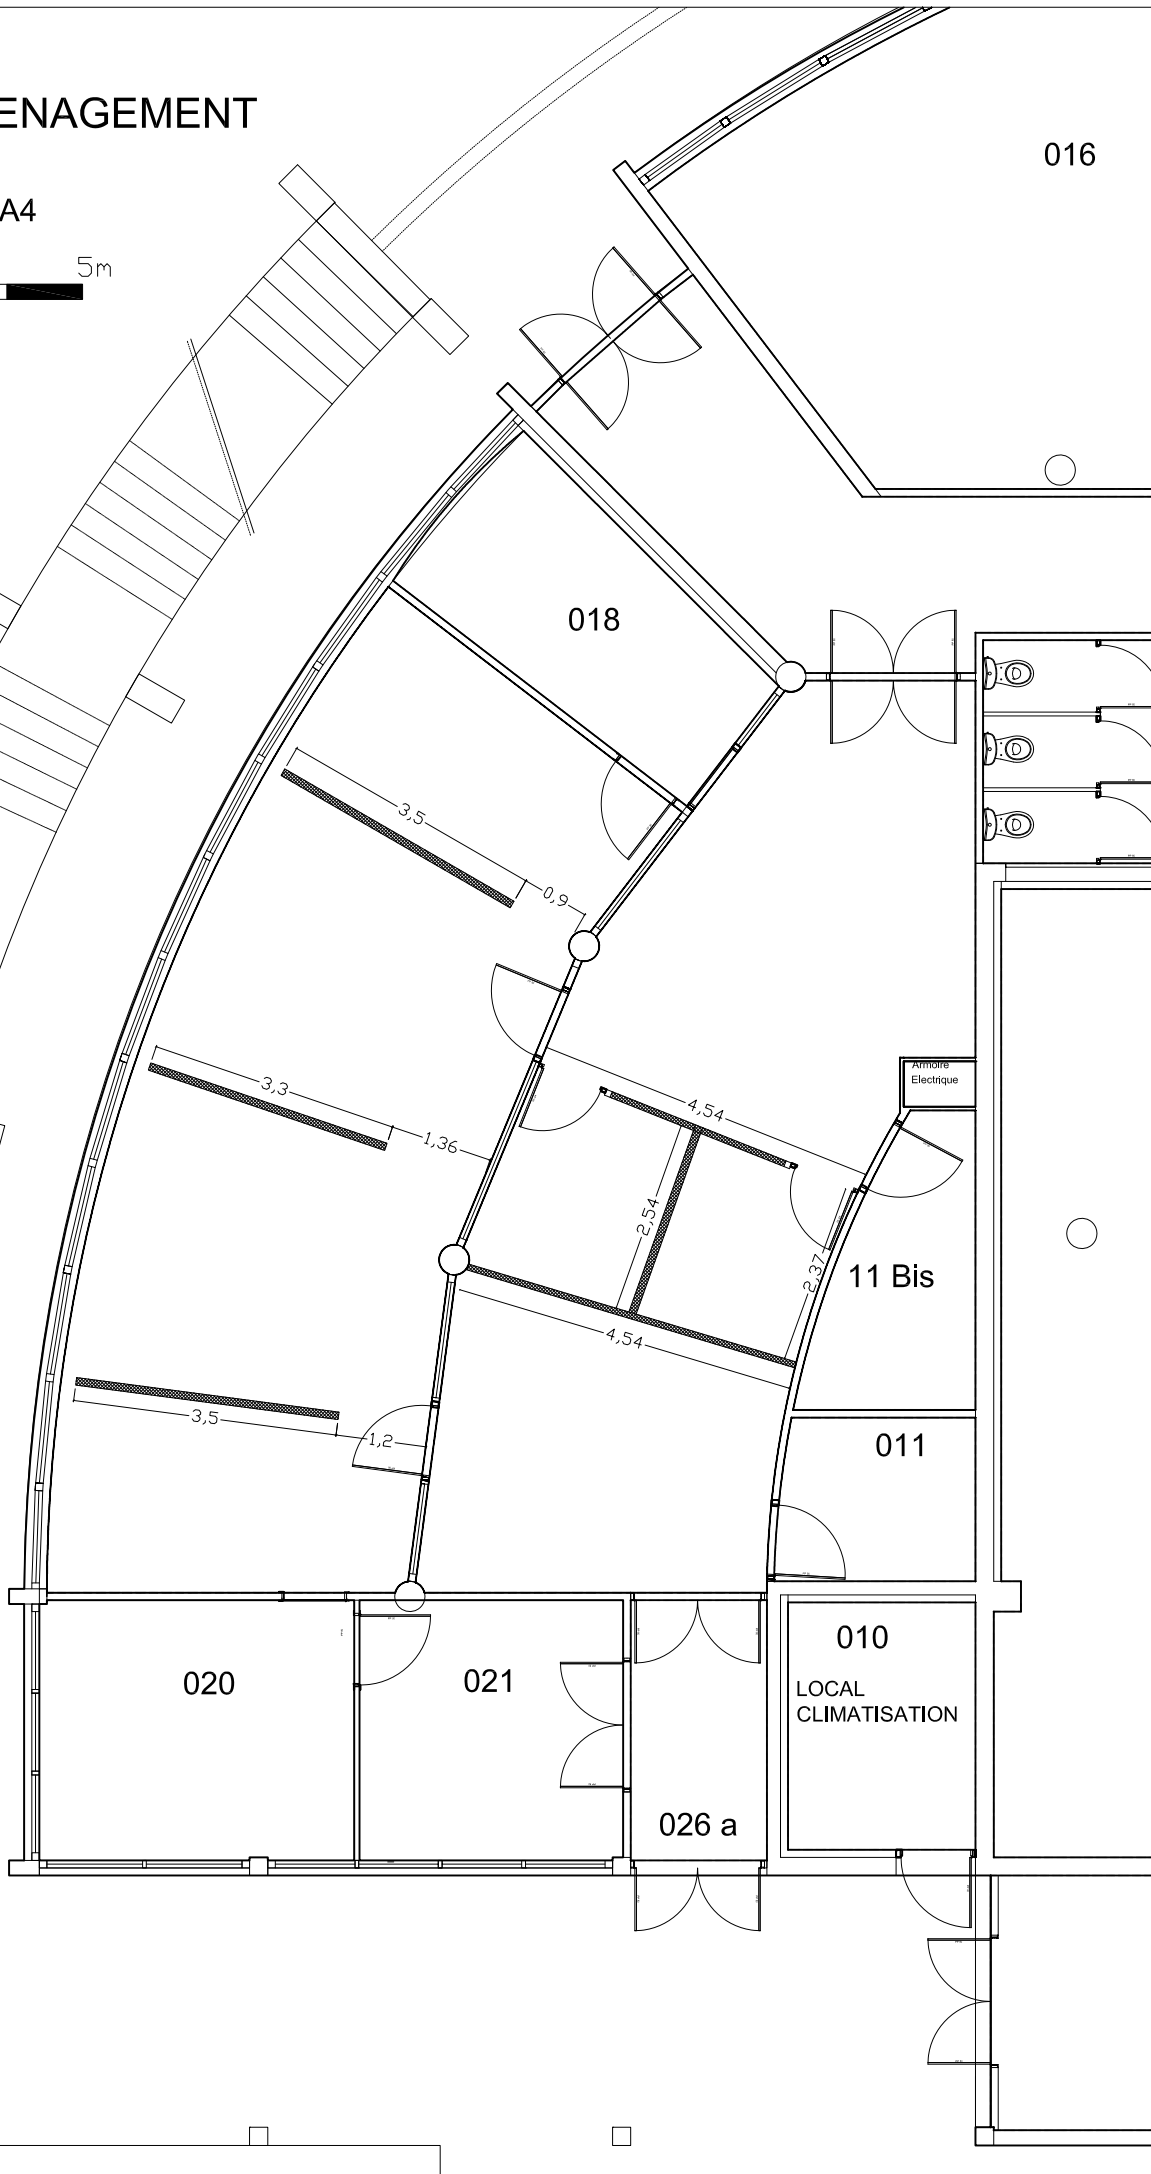 ENAGEMENT
016
A4
5m
018
3,5
0,9
Armoire
Electrique
3,3
4,54
1,36
2,54
2,37
11 Bis
4,54
3,5
1,2
011
010
020
021
LOCAL
CLIMATISATION
026 a